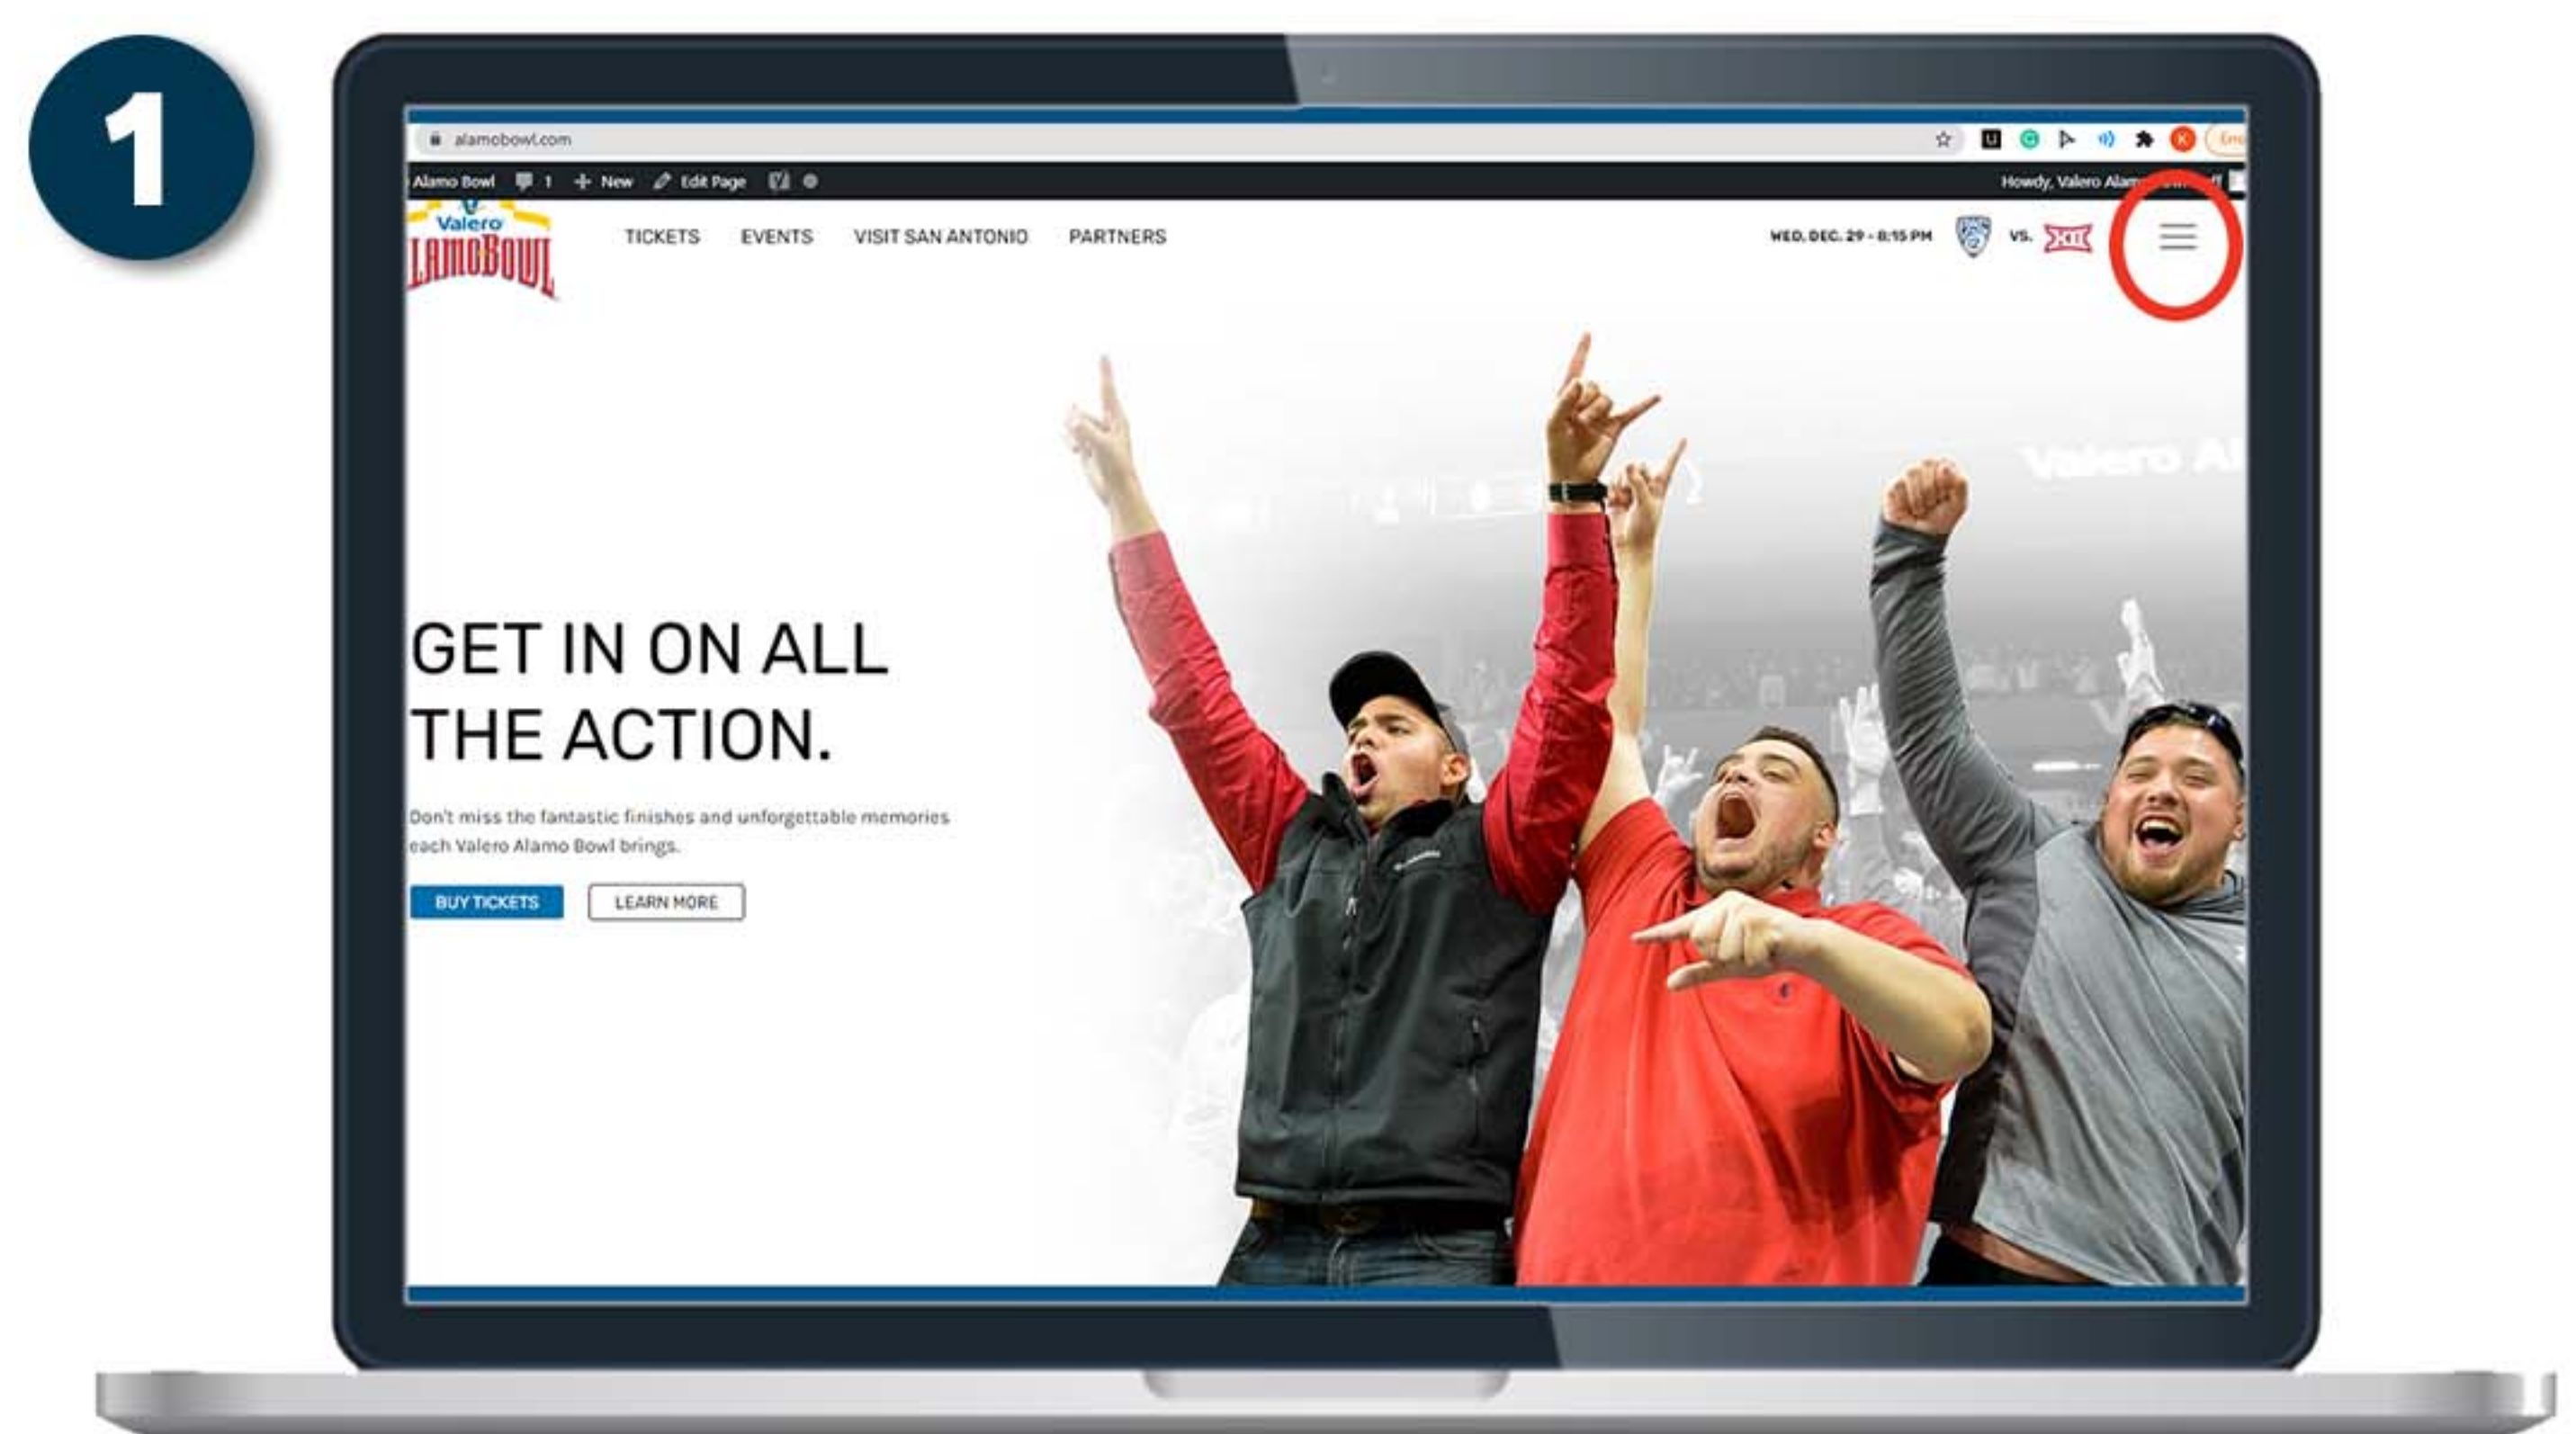 1
alamobowl.com
Alamo Bowl 1 New Edit Page
Howdy, Valero
Valero
LAMOBOWL
TICKETS EVENTS VISIT SAN ANTONIO PARTNERS
WED, DEC. 29 - 8:15 PM VS. XII
Valero
GET IN ON ALL
THE ACTION.
Don't miss the fantastic finishes and unforgettable memories
each Valero Alamo Bowl brings.
BUY TICKETS LEARN MORE